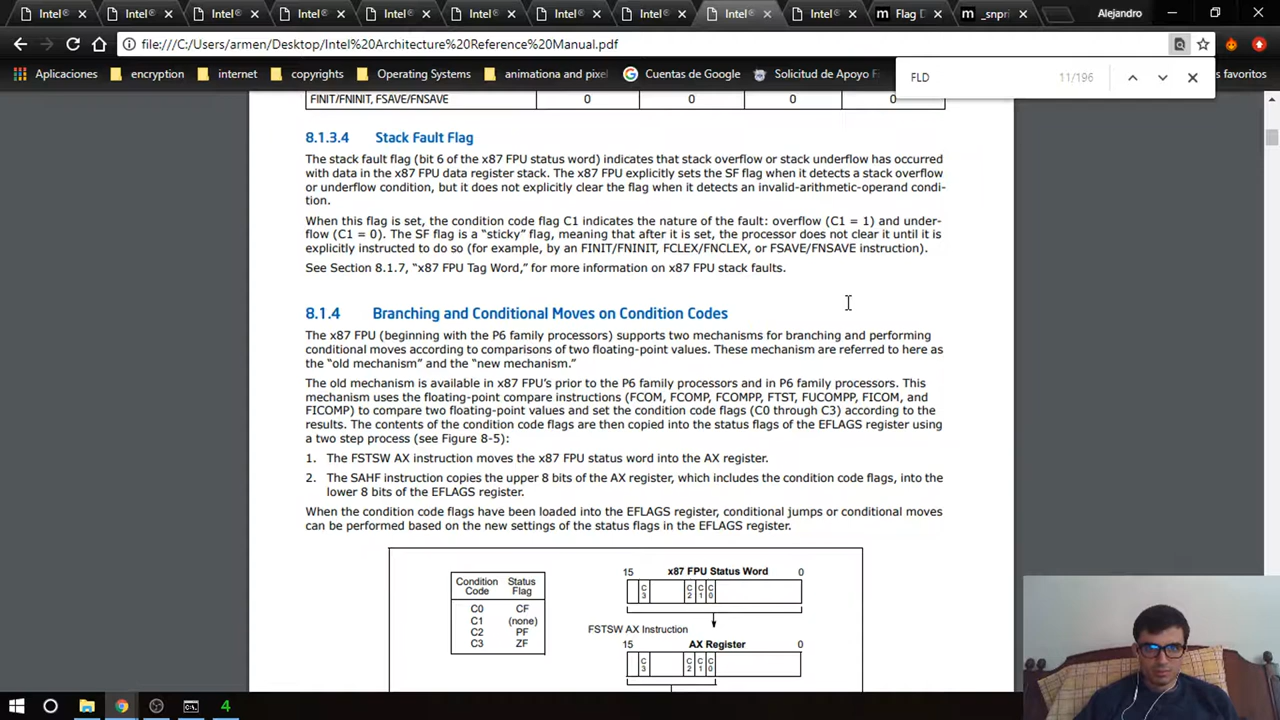 Intel®
Intel®
Intel®
Intel®
Intel®
Intel®
Intel®
Intel®
Intel®
Intel®
Flag D
_snpri
Alejandro
file:///C:/Users/armen/Desktop/Intel%20Architecture%20Reference%20Manual.pdf
Aplicaciones
encryption
internet
copyrights
Operating Systems
animationa and pixel
Cuentas de Google
Solicitud de Apoyo F
s favoritos
FLD
11/196
FINIT/FNINIT, FSAVE/FNSAVE 0 0 0 0
8.1.3.4 Stack Fault Flag
The stack fault flag (bit 6 of the x87 FPU status word) indicates that stack overflow or stack underflow has occurred
with data in the x87 FPU data register stack. The x87 FPU explicitly sets the SF flag when it detects a stack overflow
or underflow condition, but it does not explicitly clear the flag when it detects an invalid-arithmetic-operand condi-
tion.
When this flag is set, the condition code flag C1 indicates the nature of the fault: overflow (C1 = 1) and under-
flow (C1 = 0). The SF flag is a “sticky” flag, meaning that after it is set, the processor does not clear it until it is
explicitly instructed to do so (for example, by an FINIT/FNINIT, FCLEX/FNCLEX, or FSAVE/FNSAVE instruction).
See Section 8.1.7, “x87 FPU Tag Word,” for more information on x87 FPU stack faults.
8.1.4 Branching and Conditional Moves on Condition Codes
The x87 FPU (beginning with the P6 family processors) supports two mechanisms for branching and performing
conditional moves according to comparisons of two floating-point values. These mechanism are referred to here as
the “old mechanism” and the “new mechanism.”
The old mechanism is available in x87 FPU’s prior to the P6 family processors and in P6 family processors. This
mechanism uses the floating-point compare instructions (FCOM, FCOMP, FCOMPP, FTST, FUCOMPP, FICOM, and
FICOMP) to compare two floating-point values and set the condition code flags (C0 through C3) according to the
results. The contents of the condition code flags are then copied into the status flags of the EFLAGS register using
a two step process (see Figure 8-5):
1. The FSTSW AX instruction moves the x87 FPU status word into the AX register.
2. The SAHF instruction copies the upper 8 bits of the AX register, which includes the condition code flags, into the
lower 8 bits of the EFLAGS register.
When the condition code flags have been loaded into the EFLAGS register, conditional jumps or conditional moves
can be performed based on the new settings of the status flags in the EFLAGS register.
Condition Code Status Flag
C0 CF
C1 (none)
C2 PF
C3 ZF
15 x87 FPU Status Word 0
C3 C2 C1 C0
FSTSW AX Instruction
15 AX Register 0
C3 C2 C1 C0